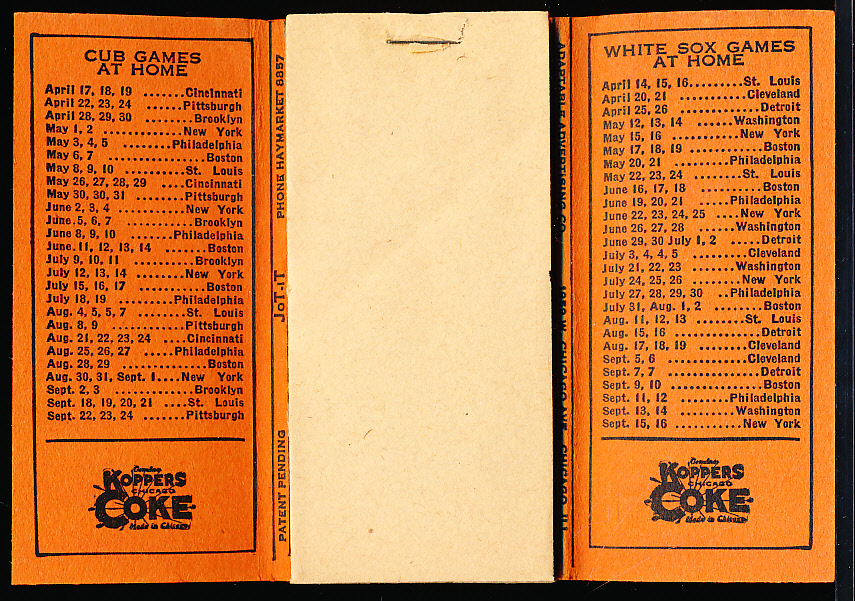 CUB GAMES
AT HOME
April 17, 18, 19 .......Cincinnati
April 22, 23, 24 ......Pittsburgh
April 28, 29, 30 .......Brooklyn
May 1, 2 .............New York
May 3, 4, 5 ........Philadelphia
May 6, 7 ................Boston
May 8, 9, 10 ..........St. Louis
May 26, 27, 28, 29 ....Cincinnati
May 30, 30, 31 .......Pittsburgh
June 2, 3, 4 ..........New York
June 5, 6, 7 ...........Brooklyn
June 8, 9, 10 .......Philadelphia
June 11, 12, 13, 14 ........Boston
July 9, 10, 11 ..........Brooklyn
July 12, 13, 14 ........New York
July 15, 16, 17 ..........Boston
July 18, 19 .........Philadelphia
Aug. 4, 5, 5, 7 ........St. Louis
Aug. 8, 9 ............Pittsburgh
Aug. 21, 22, 23, 24 ....Cincinnati
Aug. 25, 26, 27 .....Philadelphia
Aug. 28, 29 .............Boston
Aug. 30, 31, Sept. 1....New York
Sept. 2, 3 .............Brooklyn
Sept. 18, 19, 20, 21 ....St. Louis
Sept. 22, 23, 24 .......Pittsburgh
KOPPERS
CHICAGO
COKE
Made in Chicago
PATENT PENDING JOT-IT PHONE HAYMARKET 8857
ADAPTABLE ADVERTISING CO. W. CHICAGO AVE. CHICAGO, ILL.
WHITE SOX GAMES
AT HOME
April 14, 15, 16.........St. Louis
April 20, 21 ...........Cleveland
April 25, 26 .............Detroit
May 12, 13, 14 ......Washington
May 15, 16 ...........New York
May 17, 18, 19 ...........Boston
May 20, 21 .........Philadelphia
May 22, 23, 24 ........St. Louis
June 16, 17, 18 ..........Boston
June 19, 20, 21 .....Philadelphia
June 22, 23, 24, 25 ....New York
June 26, 27, 28 .......Washington
June 29, 30 July 1, 2 .....Detroit
July 3, 4, 4, 5 ..........Cleveland
July 21, 22, 23 .......Washington
July 24, 25, 26 .........New York
July 27, 28, 29, 30 ..Philadelphia
July 31, Aug. 1, 2 .........Boston
Aug. 11, 12, 13 ........St. Louis
Aug. 15, 16 ..............Detroit
Aug. 17, 18, 19 .........Cleveland
Sept. 5, 6 .............Cleveland
Sept. 7, 7 ...............Detroit
Sept. 9, 10 ..............Boston
Sept. 11, 12 .........Philadelphia
Sept. 13, 14 .........Washington
Sept. 15, 16 ...........New York
KOPPERS
CHICAGO
COKE
Made in Chicago